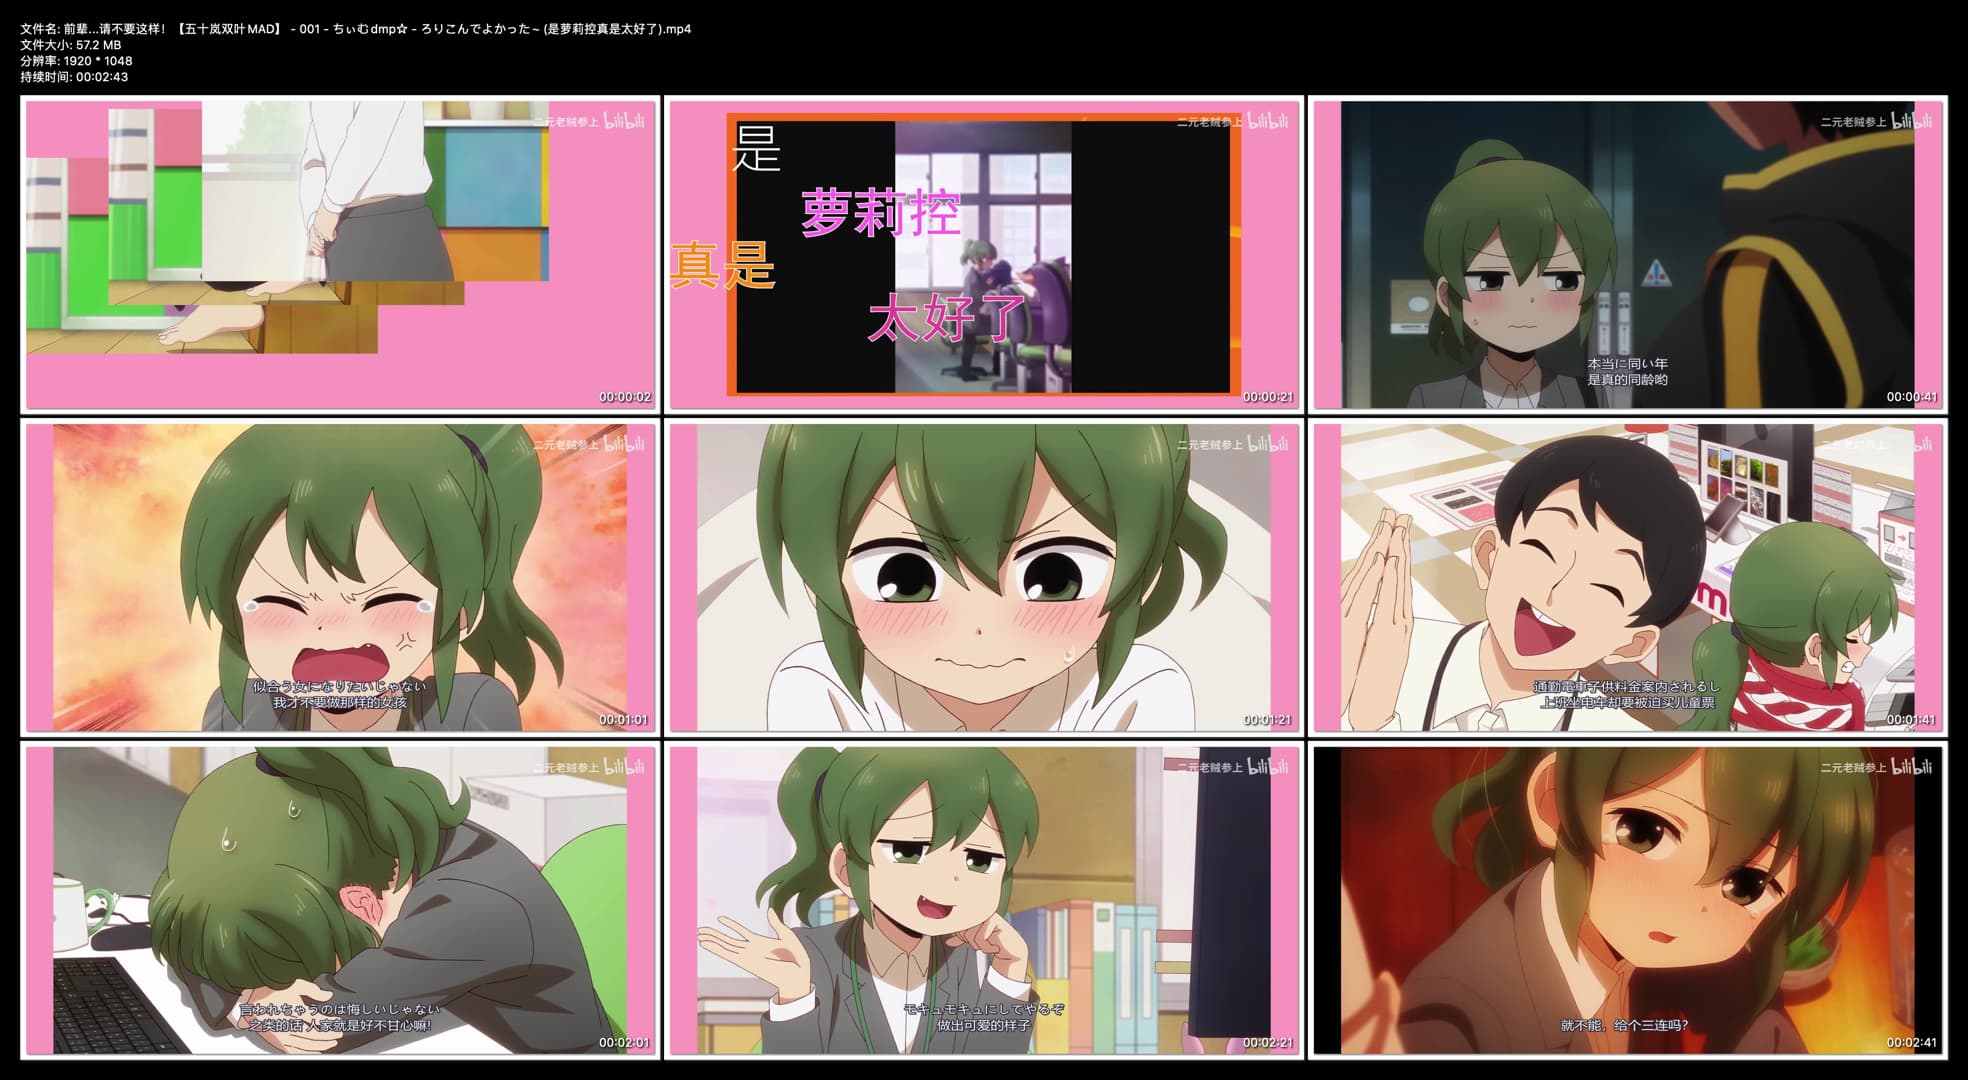 文件名: 前辈...请不要这样！【五十岚双叶MAD】 - 001 - ちぃむdmp☆ - ろりこんでよかった～(是萝莉控真是太好了).mp4
文件大小: 57.2 MB
分辨率: 1920 * 1048
持续时间: 00:02:43
二元老贼参上 bilibili
00:00:02
二元老贼参上 bilibili
是
萝莉控
真是
太好了
00:00:21
二元老贼参上 bilibili
本当に同い年
是真的同龄哟
00:00:41
二元老贼参上 bilibili
似合う女になりたいじゃない
我才不要做那样的女孩
00:01:01
二元老贼参上 bilibili
00:01:21
二元老贼参上 bilibili
通勤電車子供料金案内されるし
上班坐电车却要被迫买儿童票
00:01:41
二元老贼参上 bilibili
言われちゃうのは悔しいじゃない
之类的话 人家就是好不甘心嘛!
00:02:01
二元老贼参上 bilibili
モキュモキュにしてやるぞ
做出可爱的样子
00:02:21
二元老贼参上 bilibili
就不能，给个三连吗?
00:02:41